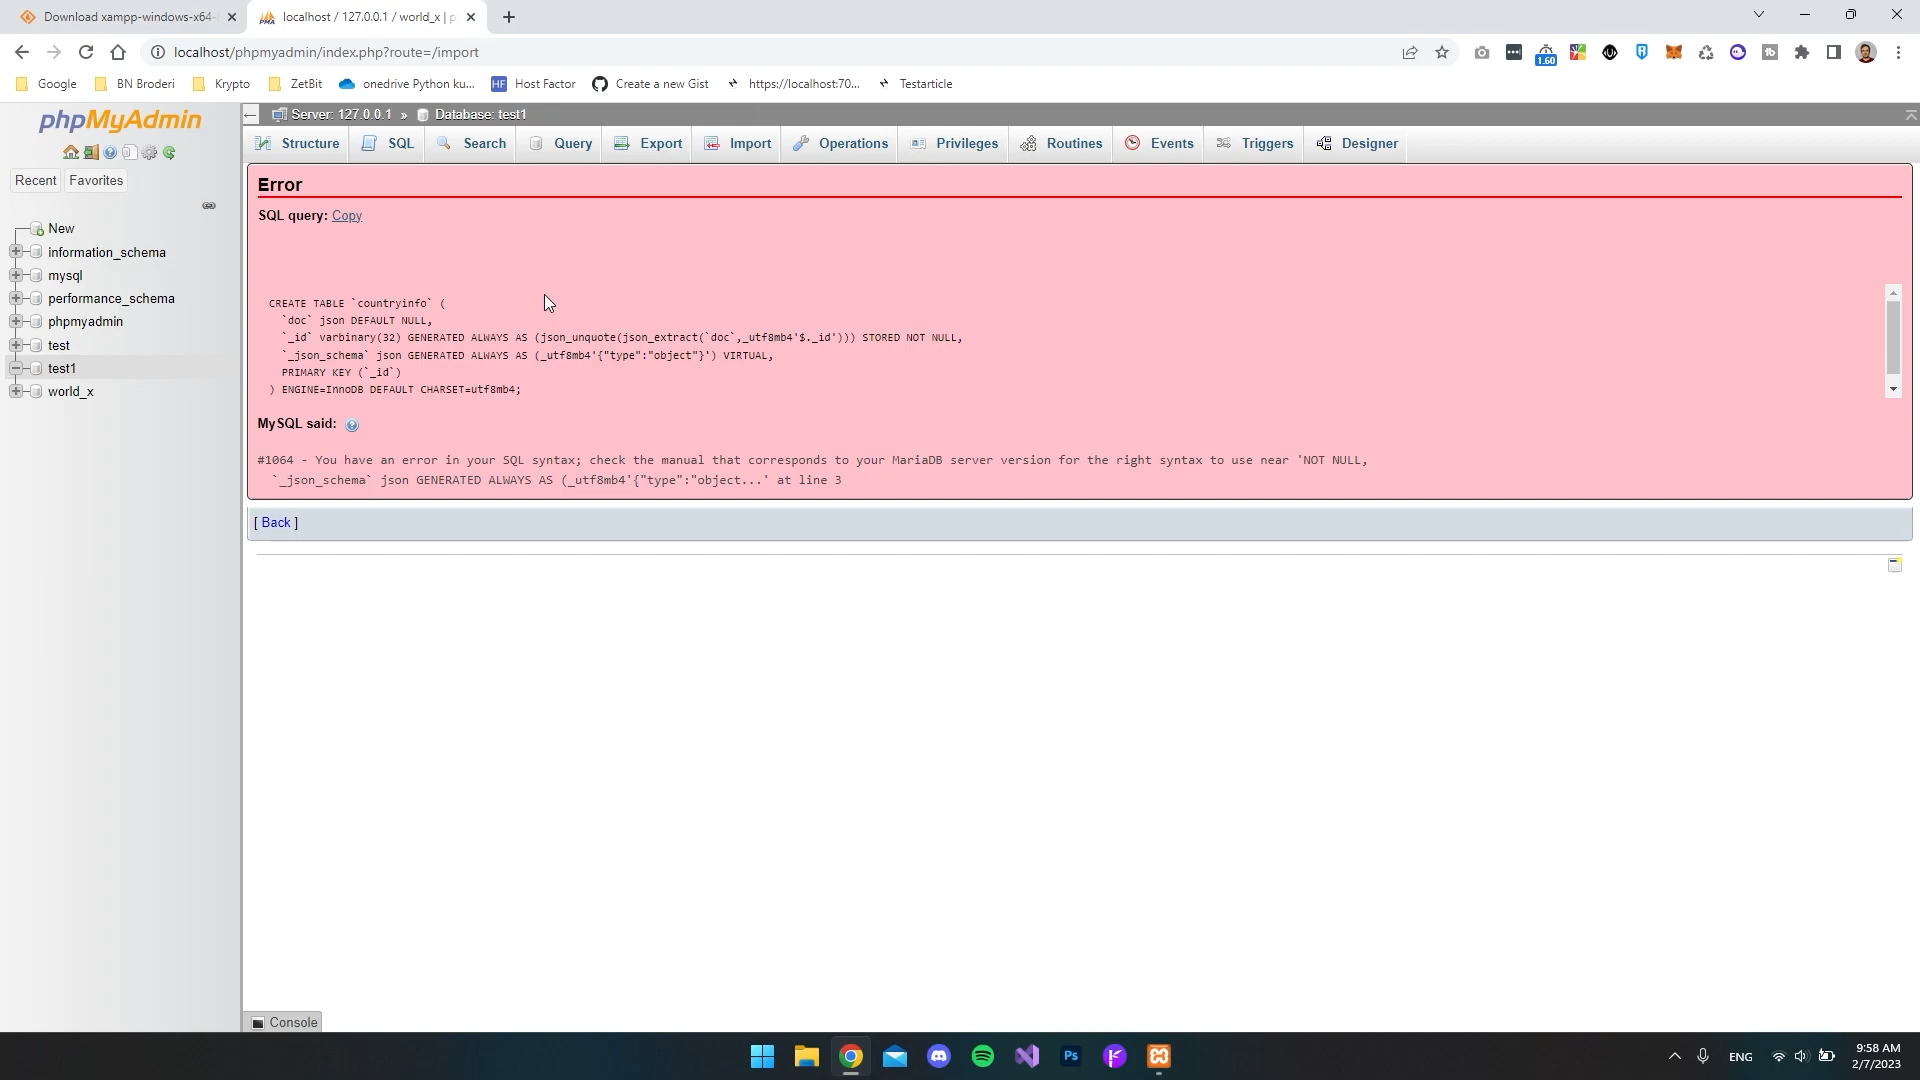 Download xampp-windows-x64-
localhost / 127.0.0.1 / world_x | p
localhost/phpmyadmin/index.php?route=/import
1.60
Google
BN Broderi
Krypto
ZetBit
onedrive Python ku...
HF
Host Factor
Create a new Gist
https://localhost:70...
Testarticle
phpMyAdmin
Recent
Favorites
New
information_schema
mysql
performance_schema
phpmyadmin
test
test1
world_x
Server: 127.0.0.1 » Database: test1
Structure
SQL
Search
Query
Export
Import
Operations
Privileges
Routines
Events
Triggers
Designer
Error
SQL query: Copy
CREATE TABLE `countryinfo` (
`doc` json DEFAULT NULL,
`_id` varbinary(32) GENERATED ALWAYS AS (json_unquote(json_extract(`doc`,_utf8mb4'$._id'))) STORED NOT NULL,
`_json_schema` json GENERATED ALWAYS AS (_utf8mb4'{"type":"object"}') VIRTUAL,
PRIMARY KEY (`_id`)
) ENGINE=InnoDB DEFAULT CHARSET=utf8mb4;
MySQL said:
#1064 - You have an error in your SQL syntax; check the manual that corresponds to your MariaDB server version for the right syntax to use near 'NOT NULL,
`_json_schema` json GENERATED ALWAYS AS (_utf8mb4'{"type":"object...' at line 3
[ Back ]
Console
Ps
ENG
9:58 AM
2/7/2023